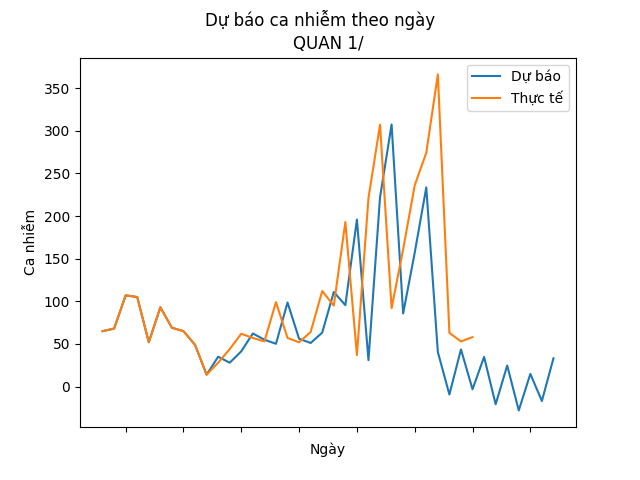 Dự báo ca nhiễm theo ngày
QUAN 1/
Dự báo
Thực tế
350
300
250
200
150
100
50
0
Ca nhiễm
Ngày